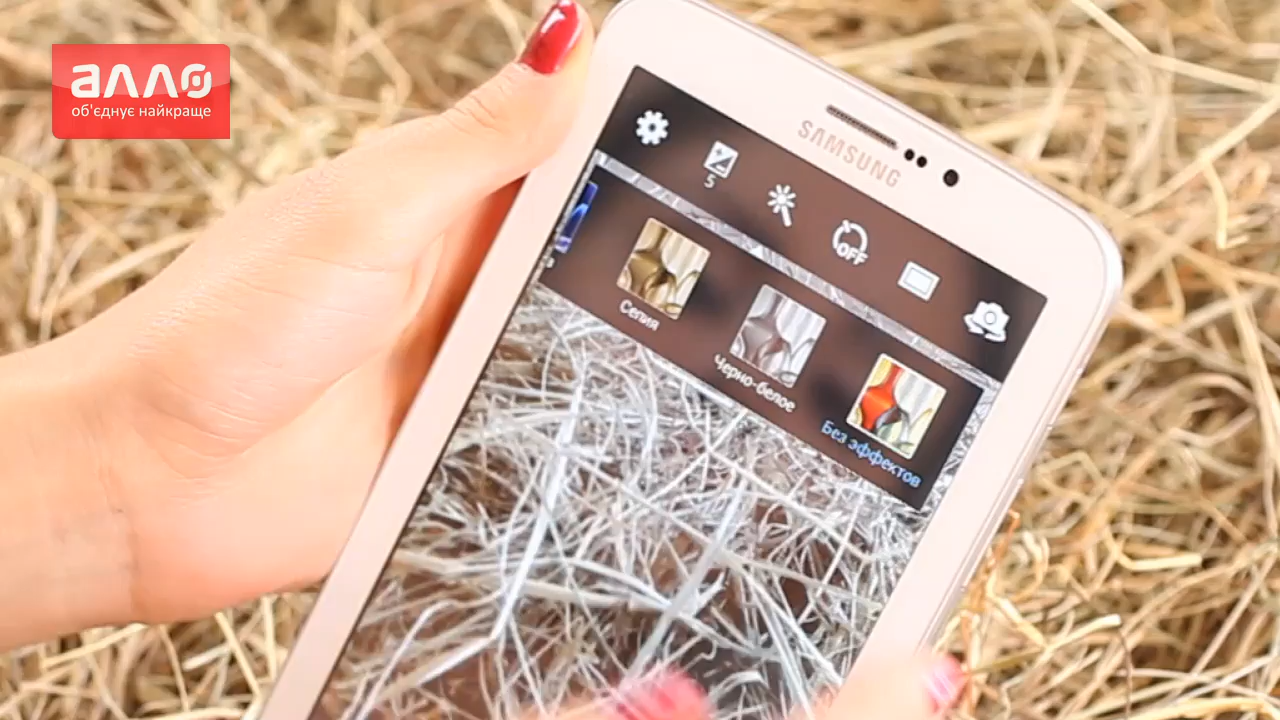 алло
об'єднує найкраще
SAMSUNG
5
OFF
Сепия
Черно-белое
Без эффектов